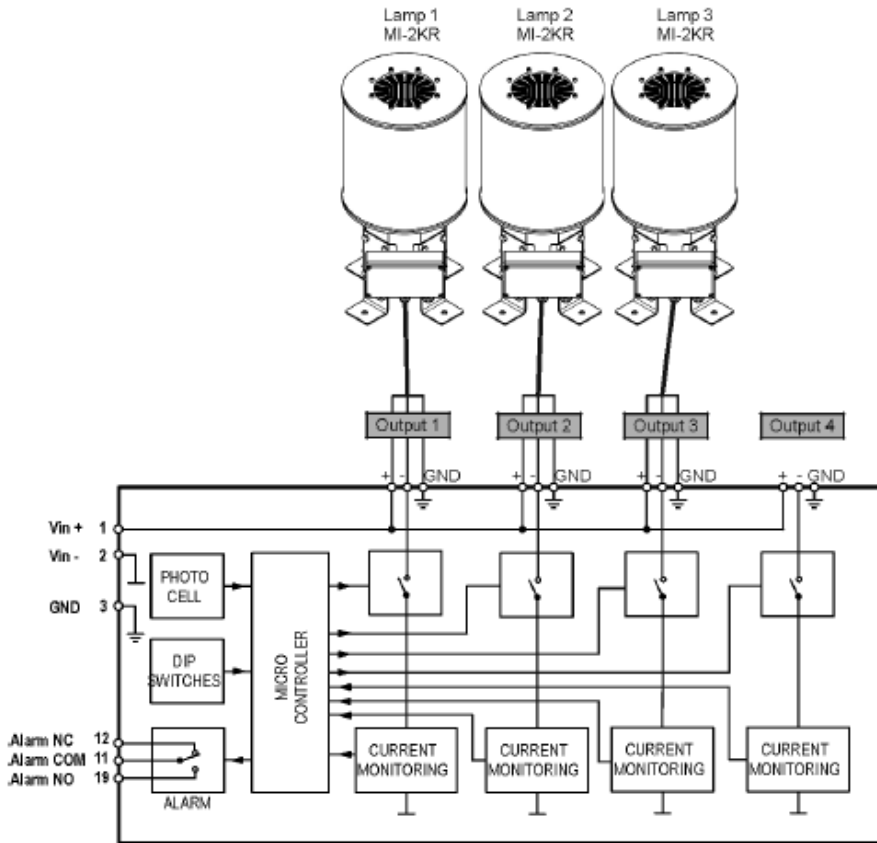 Lamp 1
MI-2KR
Lamp 2
MI-2KR
Lamp 3
MI-2KR
Output 1
Output 2
Output 3
Output 4
+ - GND
+ - GND
+ - GND
+ - GND
Vin + 1
Vin - 2
GND 3
PHOTO
CELL
DIP
SWITCHES
MICRO
CONTROLLER
Alarm NC 12
Alarm COM 11
Alarm NO 19
ALARM
CURRENT
MONITORING
CURRENT
MONITORING
CURRENT
MONITORING
CURRENT
MONITORING